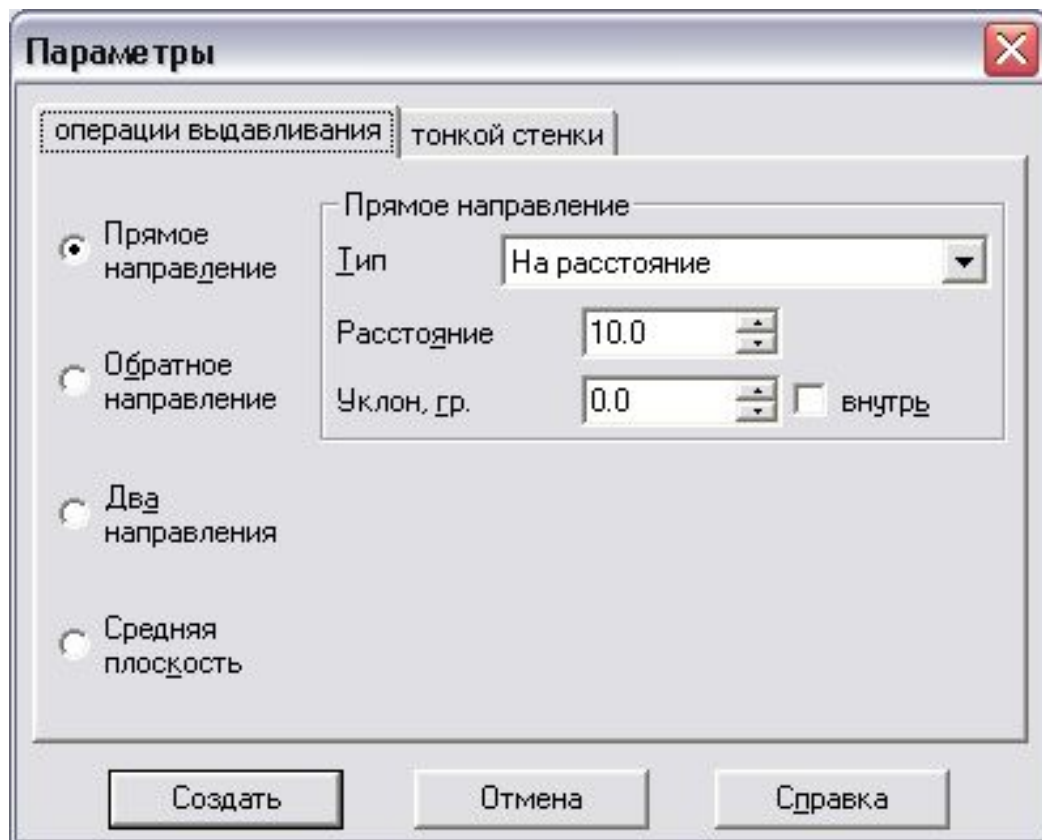 Параметры
операции выдавливания
тонкой стенки
Прямое
направление
Обратное
направление
Два
направления
Средняя
плоскость
Прямое направление
Тип
На расстояние
Расстояние
10.0
Уклон, гр.
0.0
внутрь
Создать
Отмена
Справка